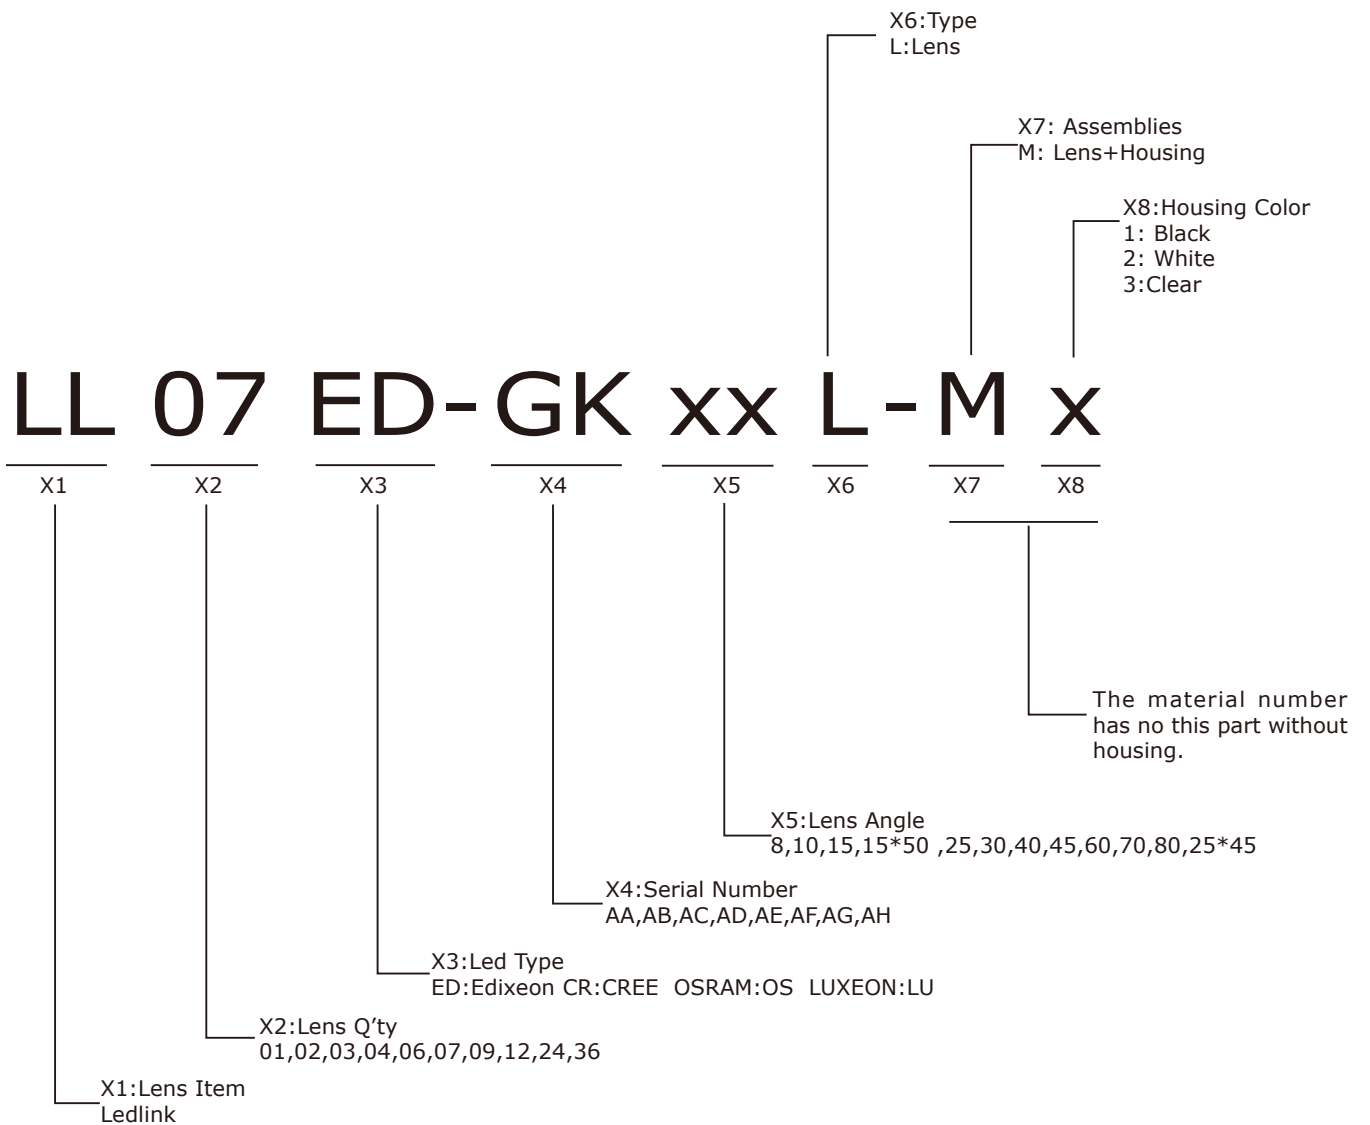 X6:Type
L:Lens
X7: Assemblies
M: Lens+Housing
X8:Housing Color
1: Black
2: White
3:Clear
LL 07 ED-GK xx L-M x
X1 X2 X3 X4 X5 X6 X7 X8
The material number
has no this part without
housing.
X5:Lens Angle
8,10,15,15*50 ,25,30,40,45,60,70,80,25*45
X4:Serial Number
AA,AB,AC,AD,AE,AF,AG,AH
X3:Led Type
ED:Edixeon CR:CREE OSRAM:OS LUXEON:LU
X2:Lens Q’ty
01,02,03,04,06,07,09,12,24,36
X1:Lens Item
Ledlink